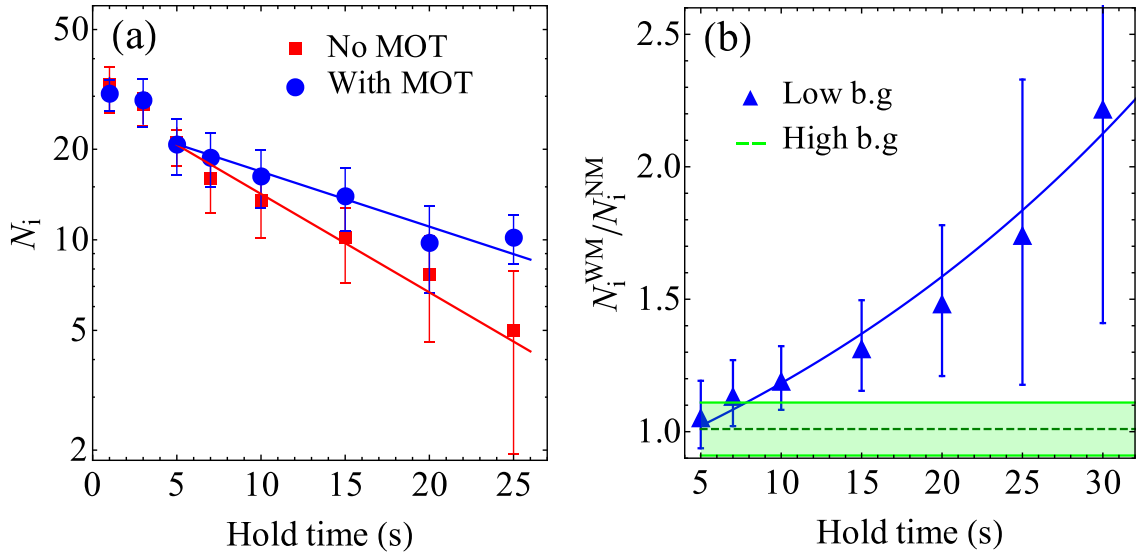 (a)
No MOT
With MOT
50
20
10
5
2
N_i
0 5 10 15 20 25
Hold time (s)
(b)
Low b.g
High b.g
2.5
2.0
1.5
1.0
N_i^WM/N_i^NM
5 10 15 20 25 30
Hold time (s)